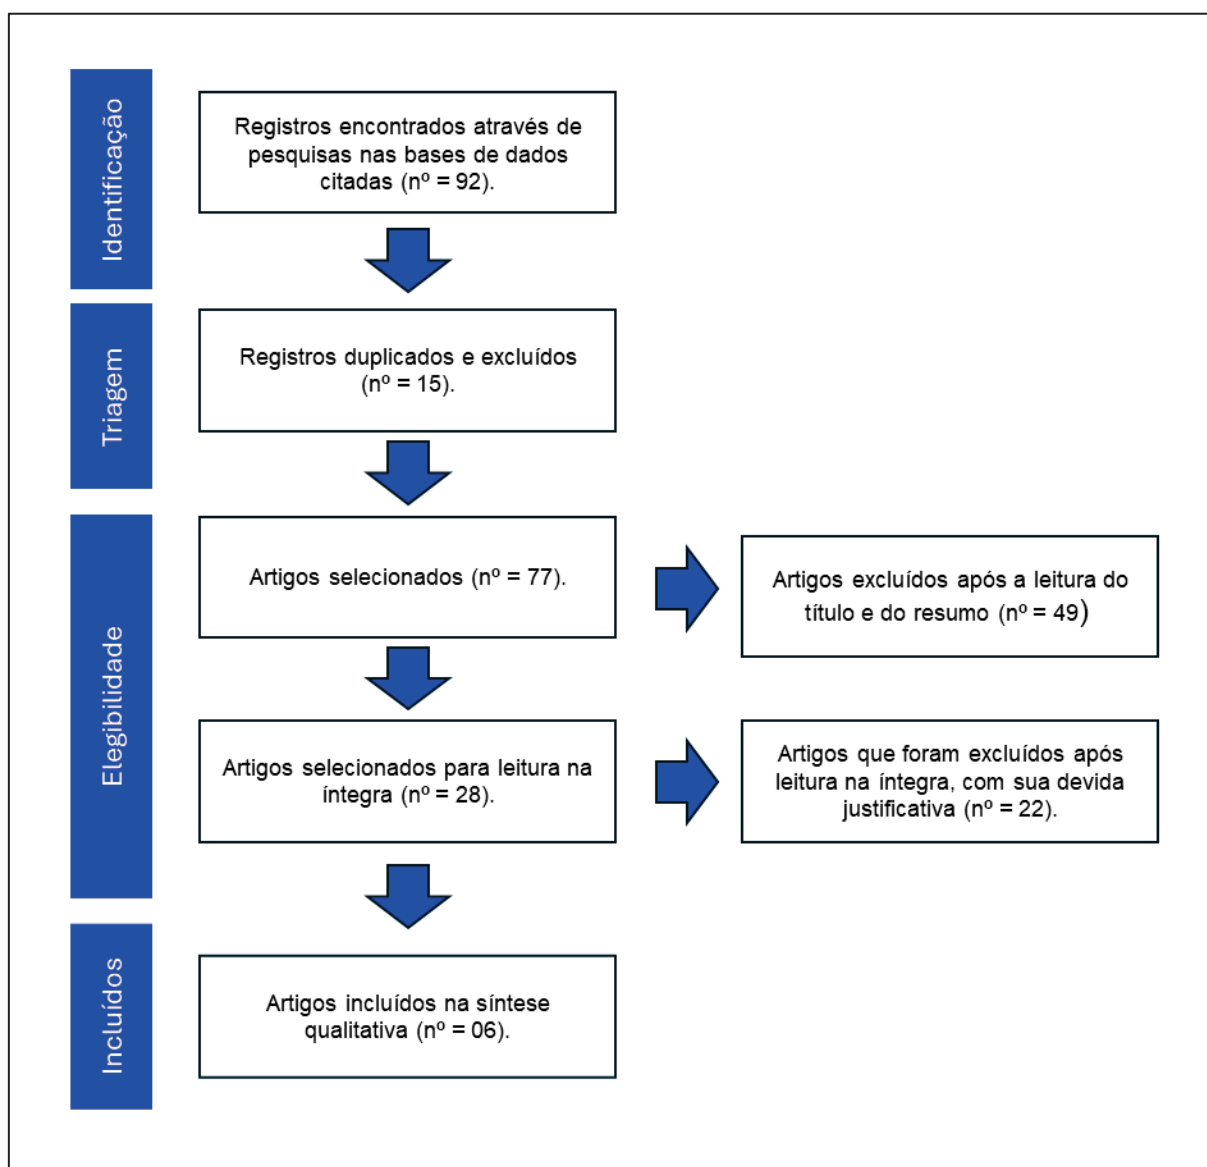 Identificação
Registros encontrados através de
pesquisas nas bases de dados
citadas (nº = 92).
Triagem
Registros duplicados e excluídos
(nº = 15).
Elegibilidade
Artigos selecionados (nº = 77).
Artigos excluídos após a leitura do
título e do resumo (nº = 49)
Artigos selecionados para leitura na
íntegra (nº = 28).
Artigos que foram excluídos após
leitura na íntegra, com sua devida
justificativa (nº = 22).
Incluídos
Artigos incluídos na síntese
qualitativa (nº = 06).